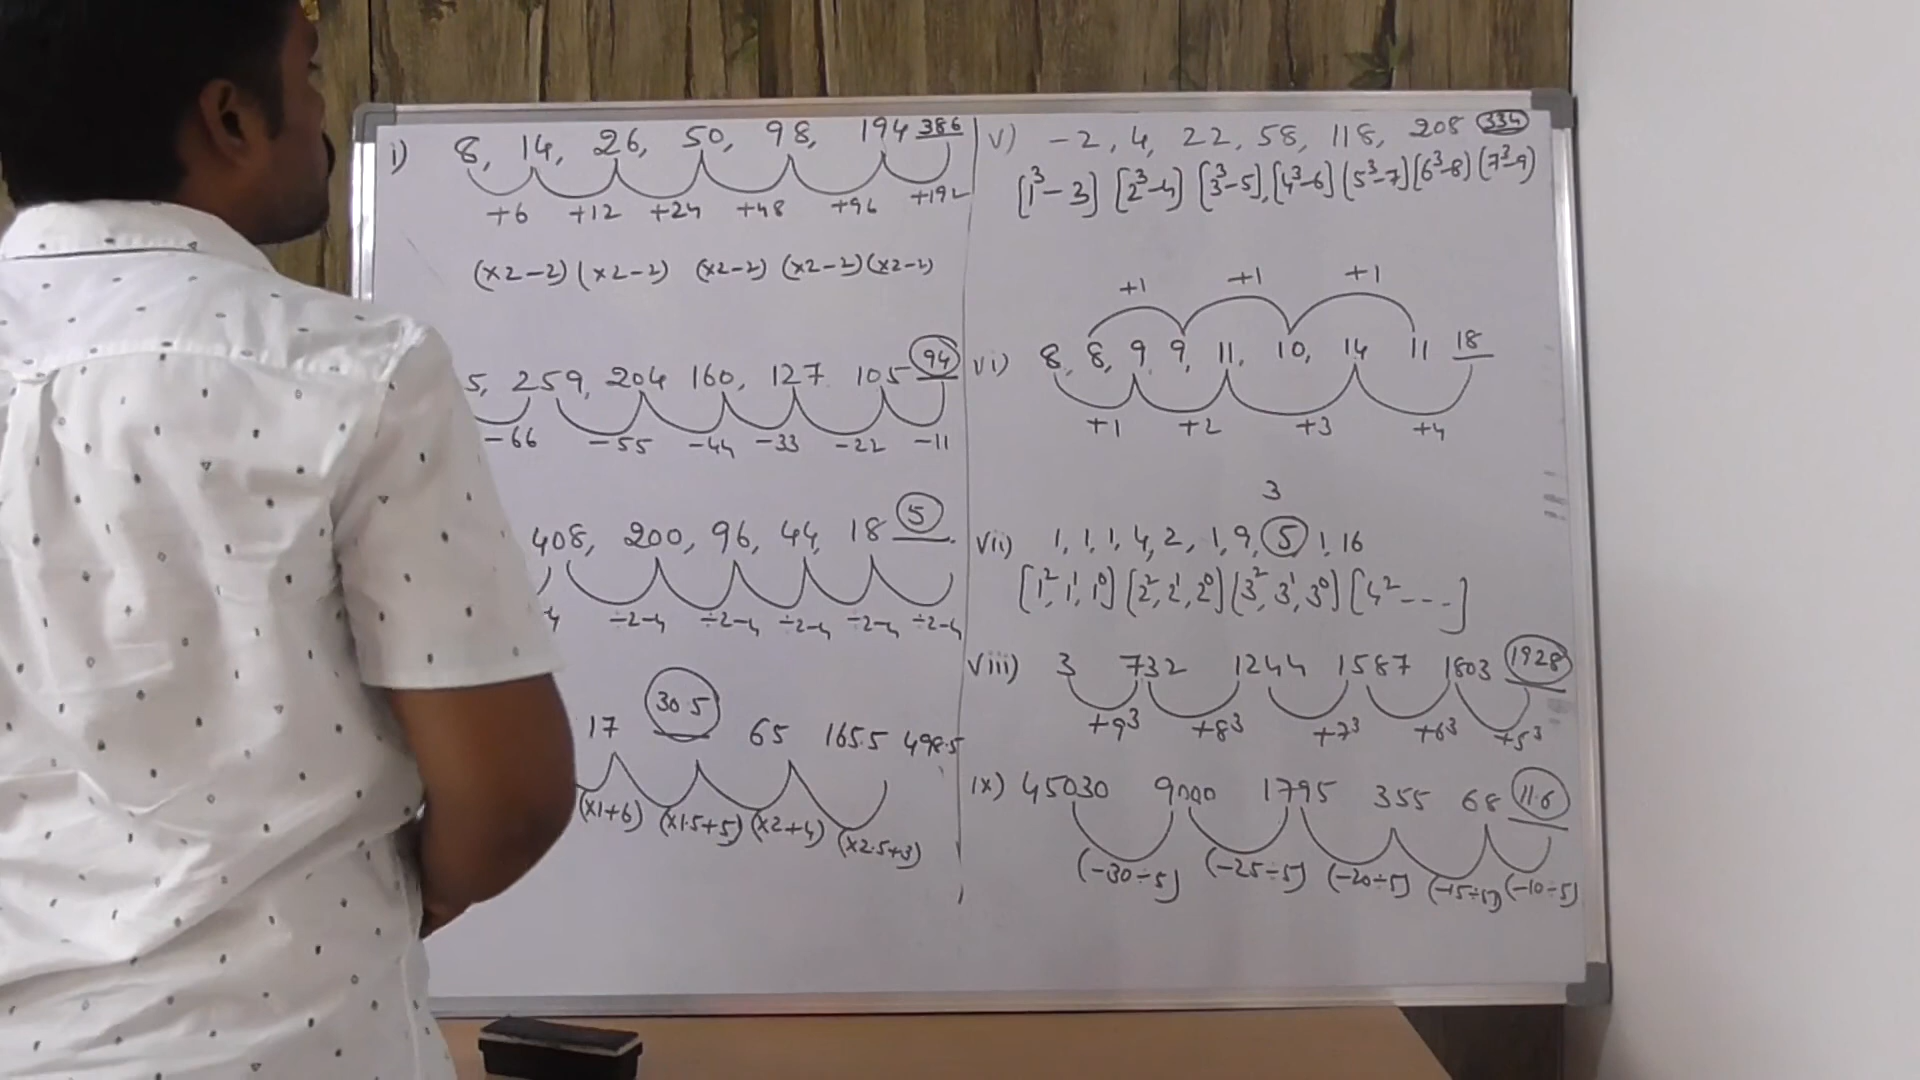 i) 8, 14, 26, 50, 98, 194 386
+6 +12 +24 +48 +96 +192
(×2-2) (×2-2) (×2-2) (×2-2) (×2-2)
5, 259, 204 160, 127 105 94
-66 -55 -44 -33 -22 -11
408, 200, 96, 44, 18 5
4 ÷2-4 ÷2-4 ÷2-4 ÷2-4 ÷2-4
17 30.5 65 165.5 498.5
(×1+6) (×1.5+5) (×2+4) (×2.5+3)
v) -2, 4, 22, 58, 118, 208 334
[1³-3] [2³-4] [3³-5], [4³-6] (5³-7] [6³-8) (7³-9)
+1 +1 +1
vi) 8, 8, 9, 9, 11, 10, 14 11 18
+1 +2 +3 +4
3
vii) 1, 1, 1, 4, 2, 1, 9, 5 1, 16
[1², 1¹, 1⁰] [2², 2¹, 2⁰] (3², 3¹, 3⁰] [4² ---]
viii) 3 732 1244 1587 1803 1928
+9³ +8³ +7³ +6³ +5³
ix) 45030 9000 1795 355 68 11.6
(-30÷5) (-25÷5) (-20÷5) (-15÷5) (-10÷5)